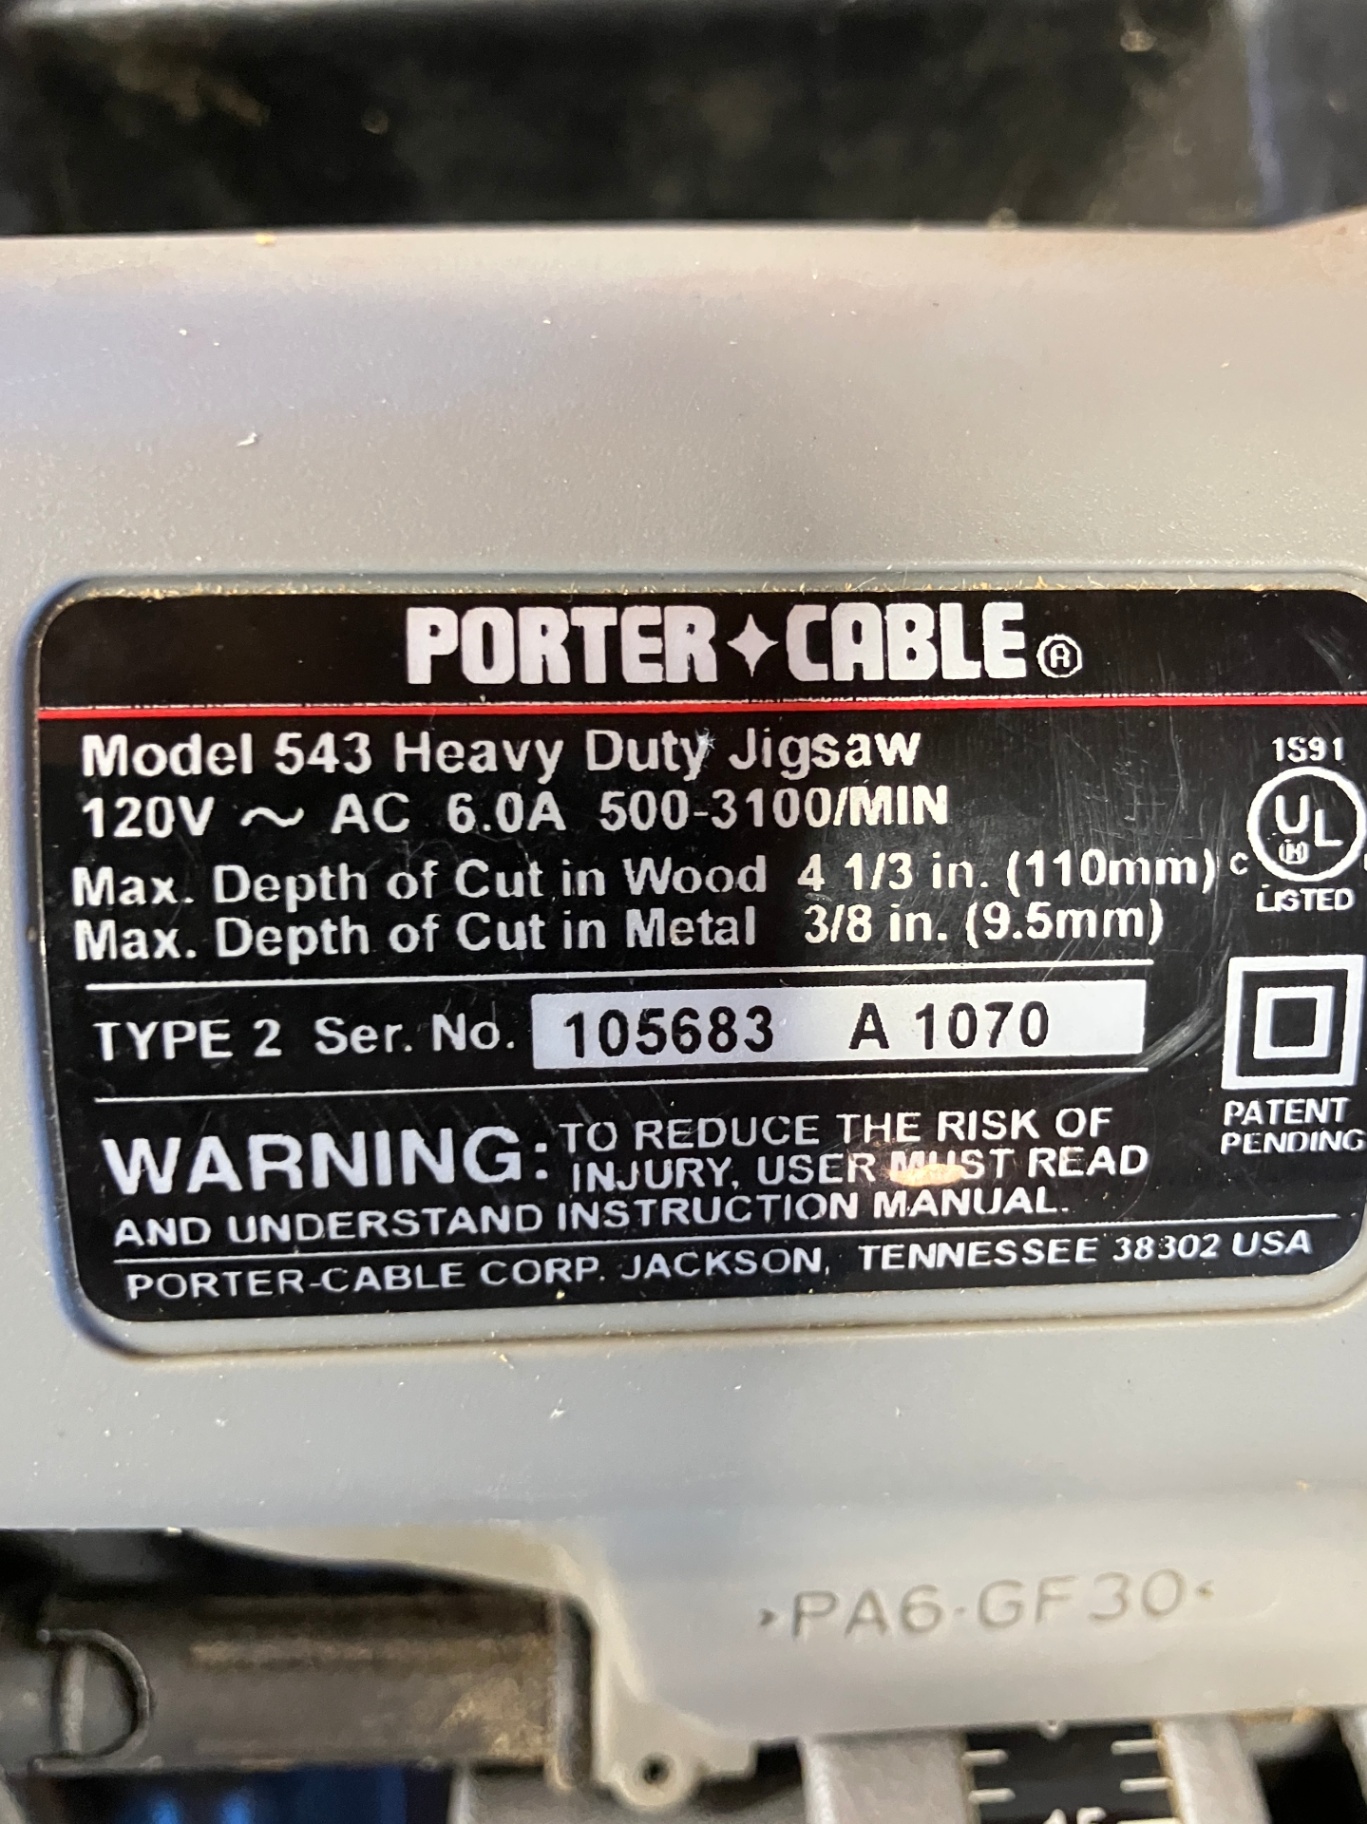 PORTER✦CABLE®
Model 543 Heavy Duty Jigsaw
120V ~ AC 6.0A 500-3100/MIN
Max. Depth of Cut in Wood 4 1/3 in. (110mm)
Max. Depth of Cut in Metal 3/8 in. (9.5mm)
1S91
C UL
LISTED
TYPE 2 Ser. No. 105683 A 1070
PATENT
PENDING
WARNING: TO REDUCE THE RISK OF
INJURY, USER MUST READ
AND UNDERSTAND INSTRUCTION MANUAL.
PORTER-CABLE CORP. JACKSON, TENNESSEE 38302 USA
>PA6-GF30<